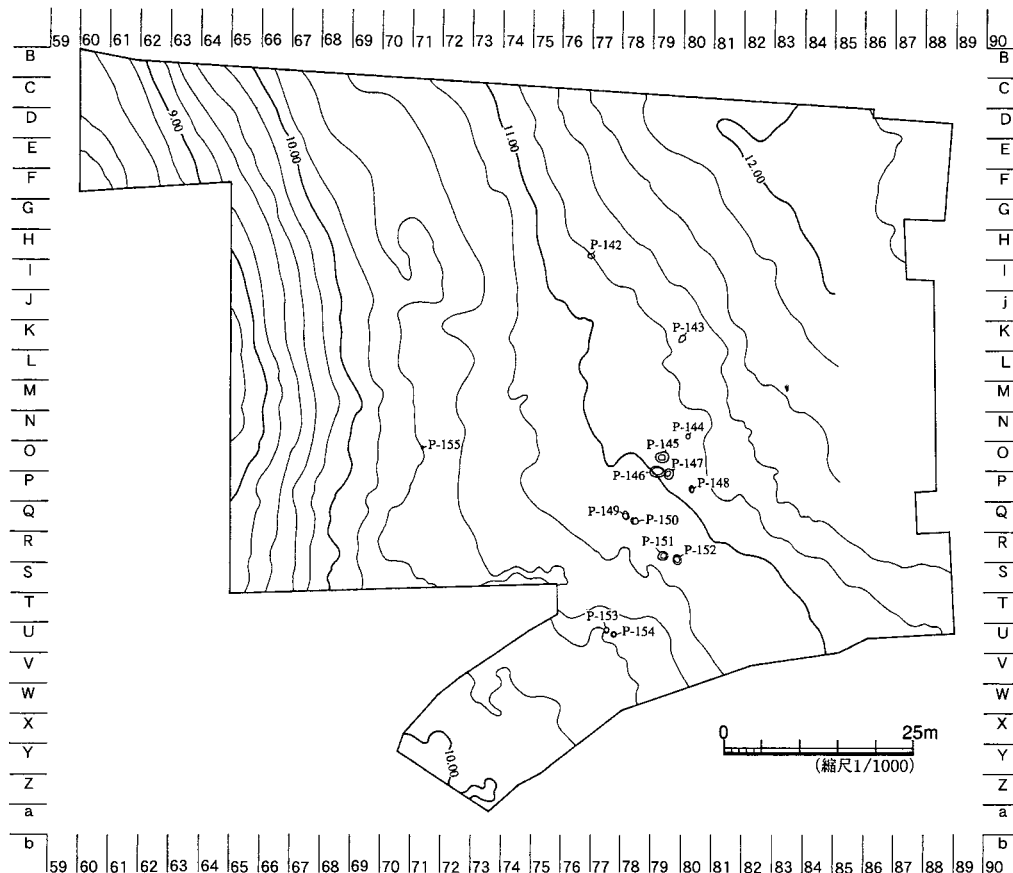 59 60 61 62 63 64 65 66 67 68 69 70 71 72 73 74 75 76 77 78 79 80 81 82 83 84 85 86 87 88 89 90
B B
C C
D D
9.00
10.00
11.00
E E
12.00
F F
G G
H P-142 H
I I
J j
K P-143 K
L L
M M
N P-144 N
O P-155 P-145 O
P P-146 P-147 P
P-148
Q P-149 P-150 Q
R P-151 P-152 R
S S
T T
P-153
U P-154 U
V V
W W
X X
0 25m
Y 10.00 Y
(縮尺1/1000)
Z Z
a a
b b
59 60 61 62 63 64 65 66 67 68 69 70 71 72 73 74 75 76 77 78 79 80 81 82 83 84 85 86 87 88 89 90